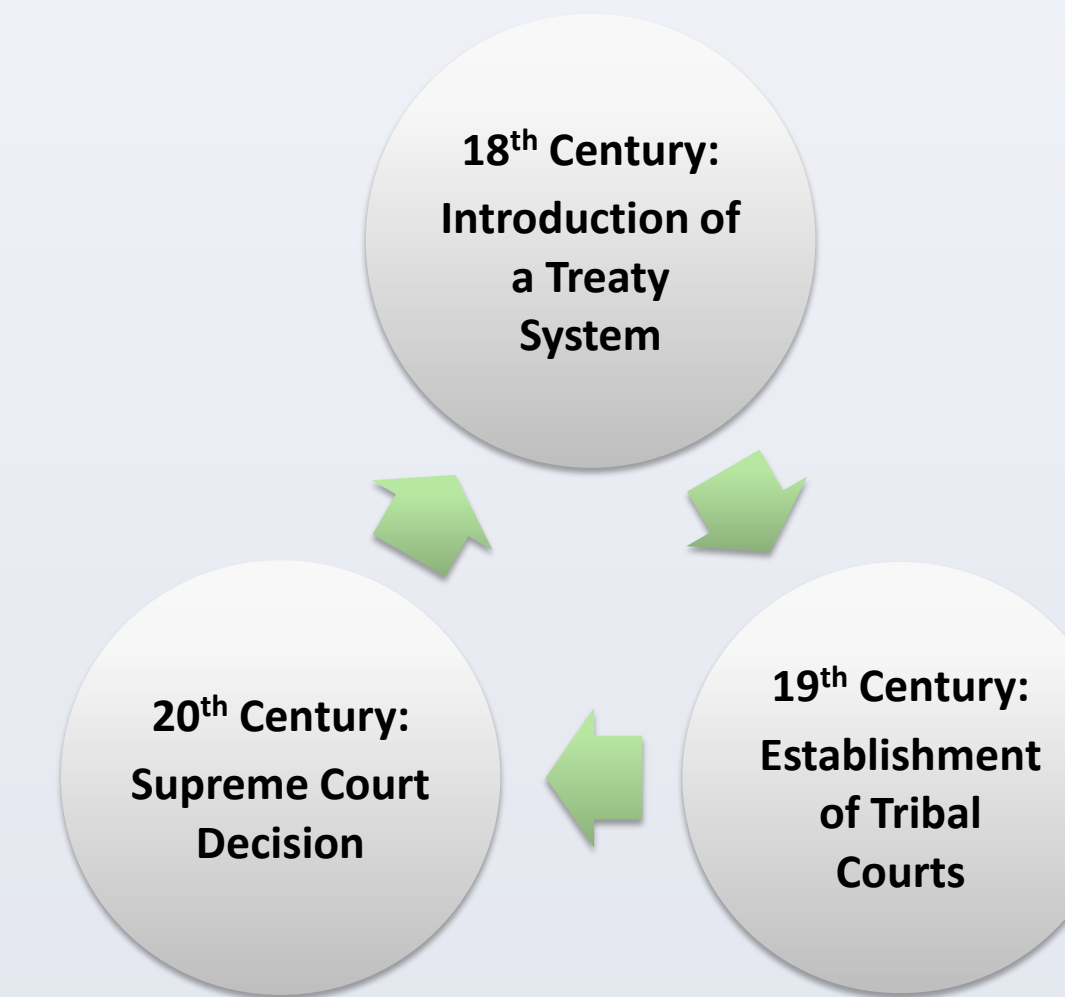 18th Century:
Introduction of
a Treaty
System
19th Century:
Establishment
of Tribal
Courts
20th Century:
Supreme Court
Decision